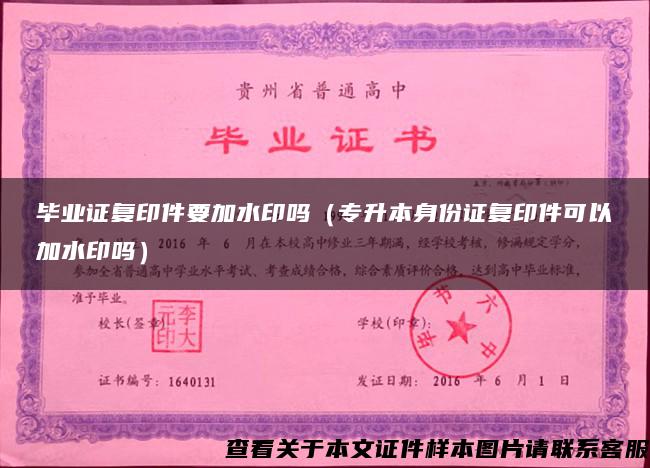 贵州省普通高中
毕业证书
毕业证复印件要加水印吗（专升本身份证复印件可以
加水印吗）
2016 年 6 月在本校高中修业三年期满，经学校考核，修满规定学分，
参加全省普通高中学业水平考试、考查成绩合格，综合素质评价合格，达到高中毕业标准，
准予毕业。
校长(签章)
李大元印
学校(印章)：
毕节六中
证书编号：1640131
发证日期：2016 年 6 月 1 日
查看关于本文证件样本图片请联系客服